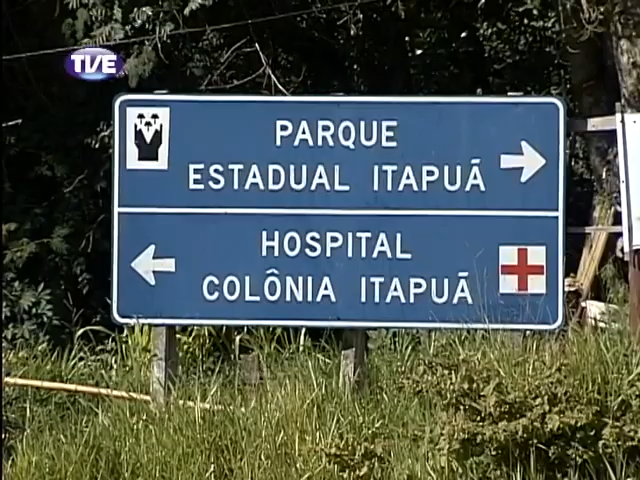 TVE
PARQUE
ESTADUAL ITAPUÃ
HOSPITAL
COLÔNIA ITAPUÃ